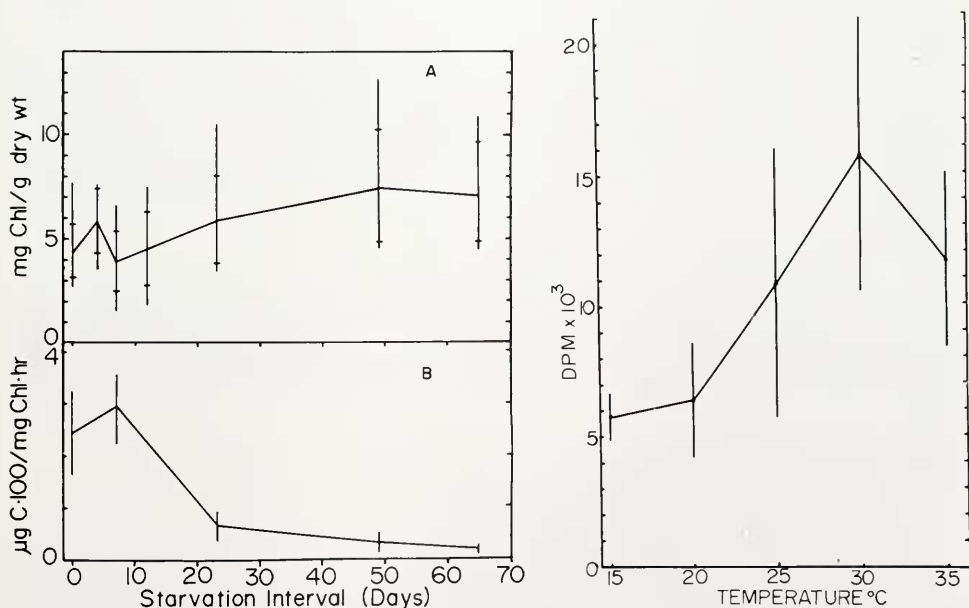 A
mg Chl/g dry wt
10
5
0
B
µg C·100/mg Chl·hr
4
0
0 10 20 30 40 50 60 70
Starvation Interval (Days)
20
15
10
5
0
DPM x 10³
15 20 25 30 35
TEMPERATURE °C